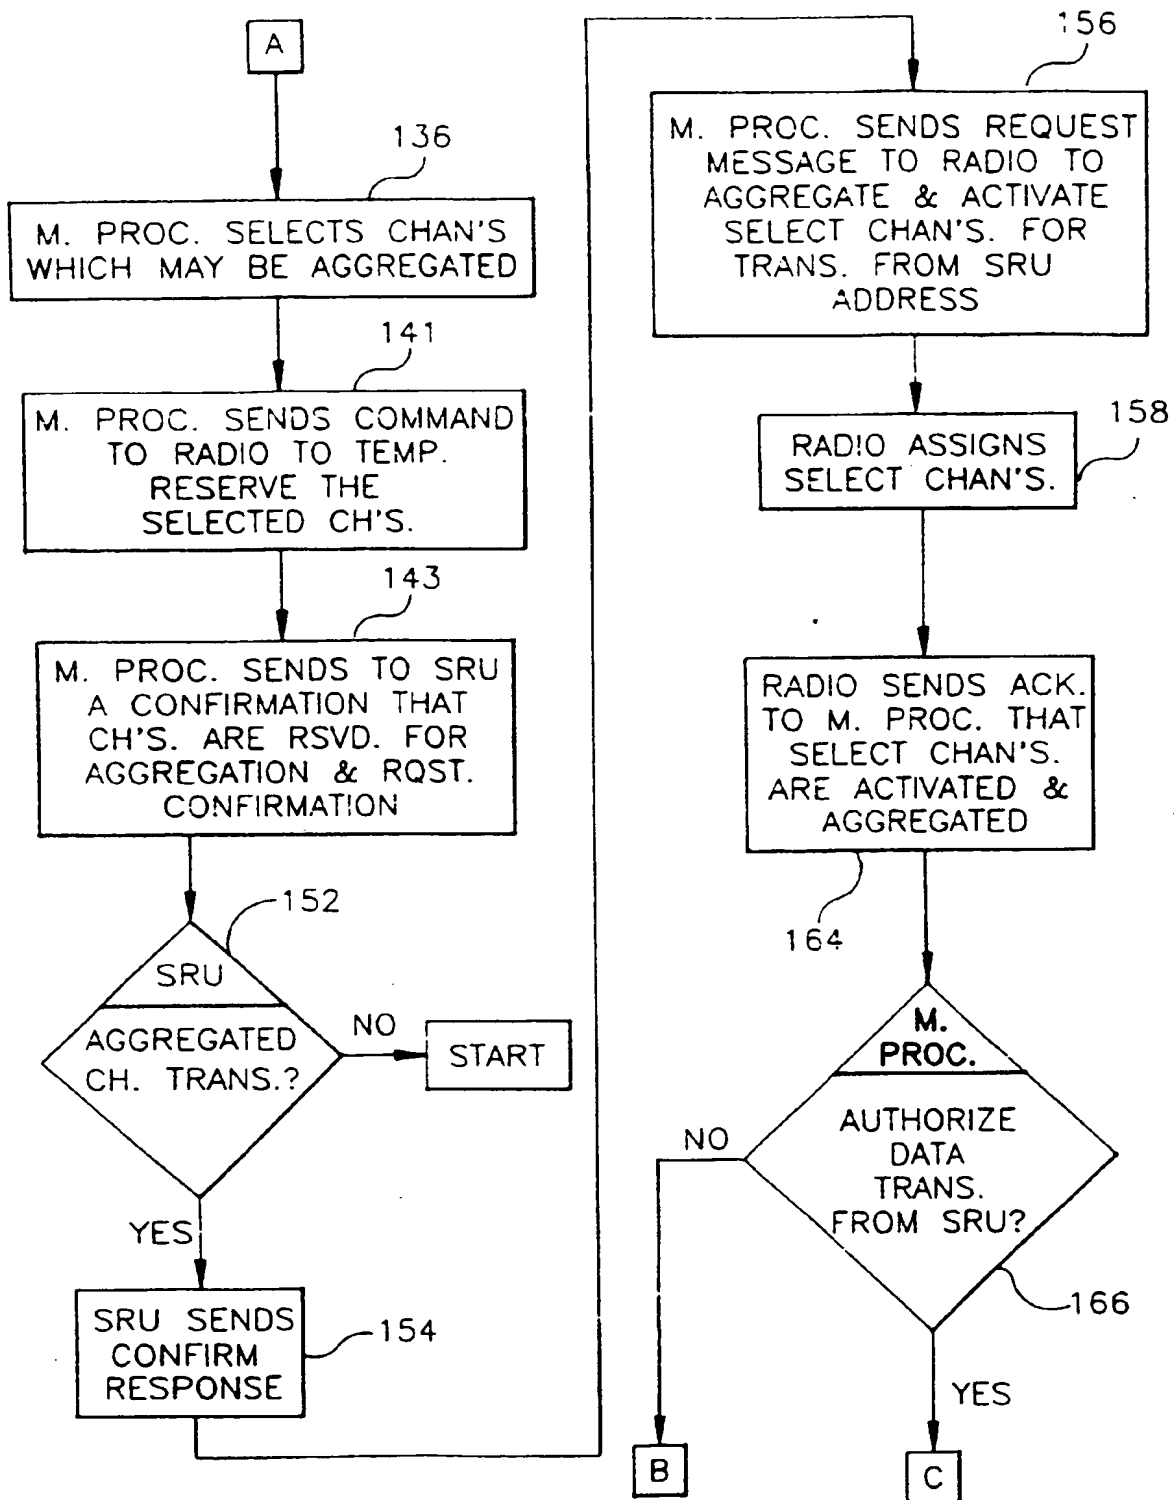 A
136
M. PROC. SELECTS CHAN'S
WHICH MAY BE AGGREGATED
141
M. PROC. SENDS COMMAND
TO RADIO TO TEMP.
RESERVE THE
SELECTED CH'S.
143
M. PROC. SENDS TO SRU
A CONFIRMATION THAT
CH'S. ARE RSVD. FOR
AGGREGATION & RQST.
CONFIRMATION
152
SRU
AGGREGATED
CH. TRANS.?
NO
START
YES
SRU SENDS
CONFIRM
RESPONSE
154
156
M. PROC. SENDS REQUEST
MESSAGE TO RADIO TO
AGGREGATE & ACTIVATE
SELECT CHAN'S. FOR
TRANS. FROM SRU
ADDRESS
158
RADIO ASSIGNS
SELECT CHAN'S.
RADIO SENDS ACK.
TO M. PROC. THAT
SELECT CHAN'S.
ARE ACTIVATED &
AGGREGATED
164
M.
PROC.
AUTHORIZE
DATA
TRANS.
FROM SRU?
NO
166
YES
B
C